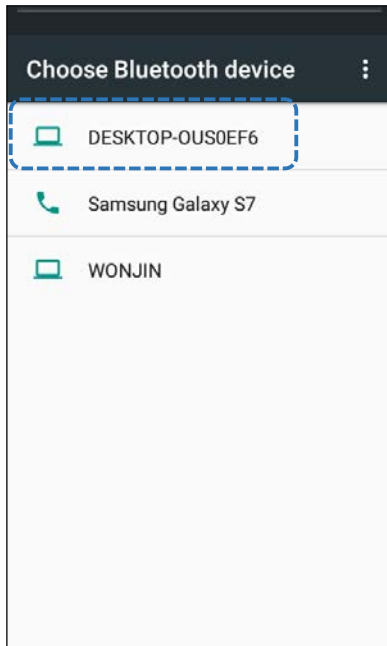 Choose Bluetooth device
DESKTOP-OUS0EF6
Samsung Galaxy S7
WONJIN